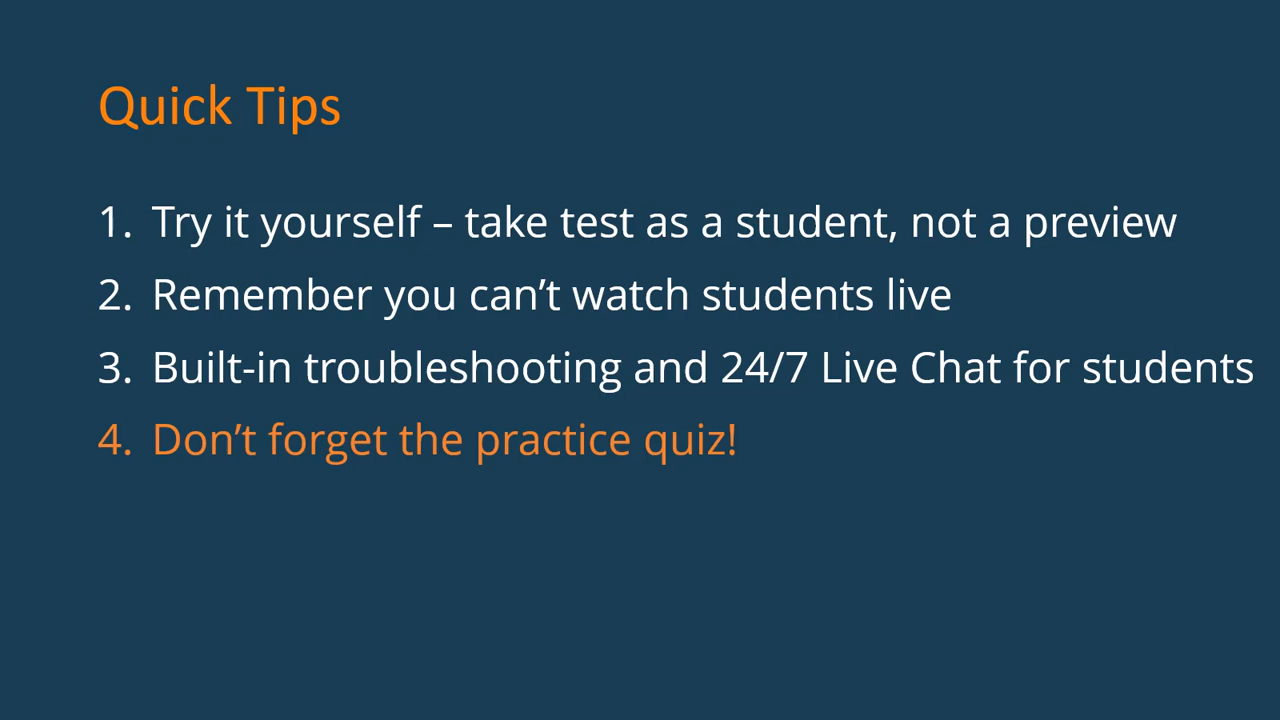 Quick Tips
1. Try it yourself – take test as a student, not a preview
2. Remember you can’t watch students live
3. Built-in troubleshooting and 24/7 Live Chat for students
4. Don’t forget the practice quiz!